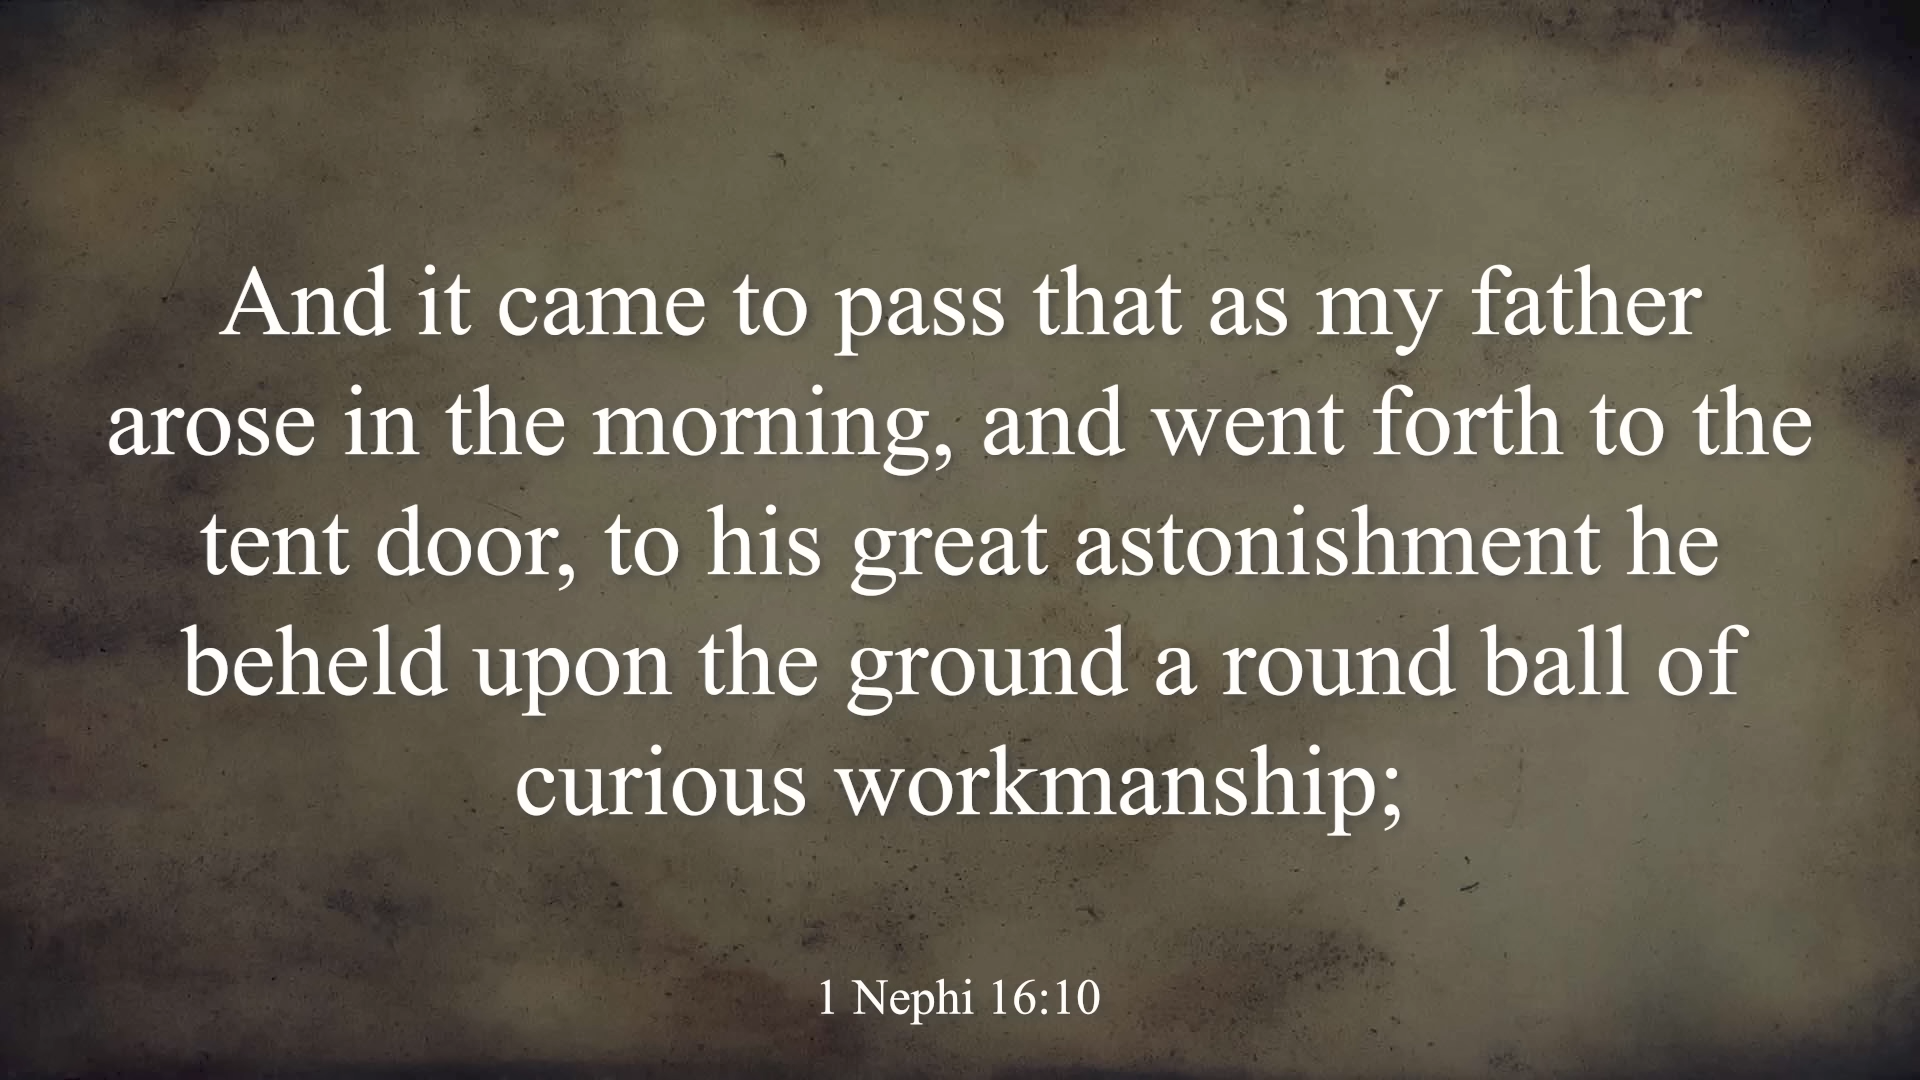 And it came to pass that as my father
arose in the morning, and went forth to the
tent door, to his great astonishment he
beheld upon the ground a round ball of
curious workmanship;
1 Nephi 16:10